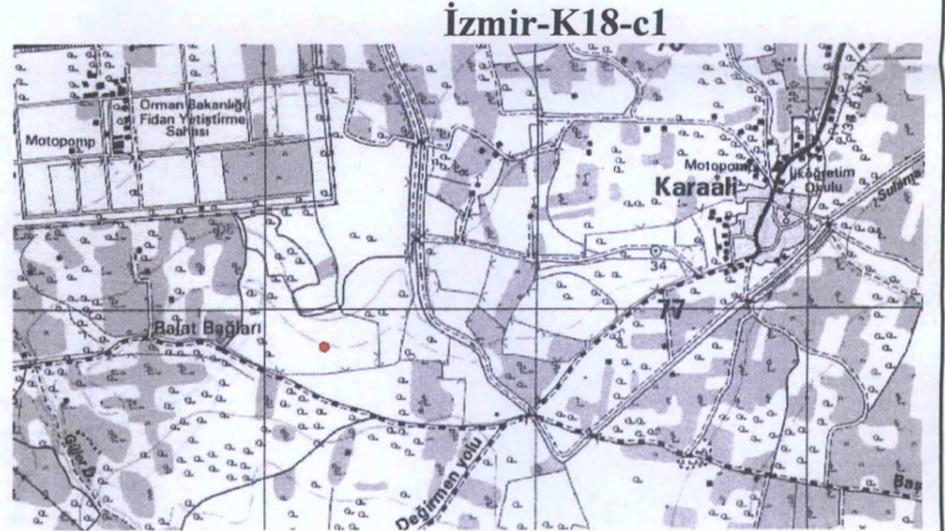 İzmir-K18-c1
Orman Bakanlığı
Fidan Yetiştirme
Sahası
Motopomp
Motopomp
Karaali
İlköğretim
Okulu
Sulama
34
77
Balat Bağları
Değirmen yolu
Baş